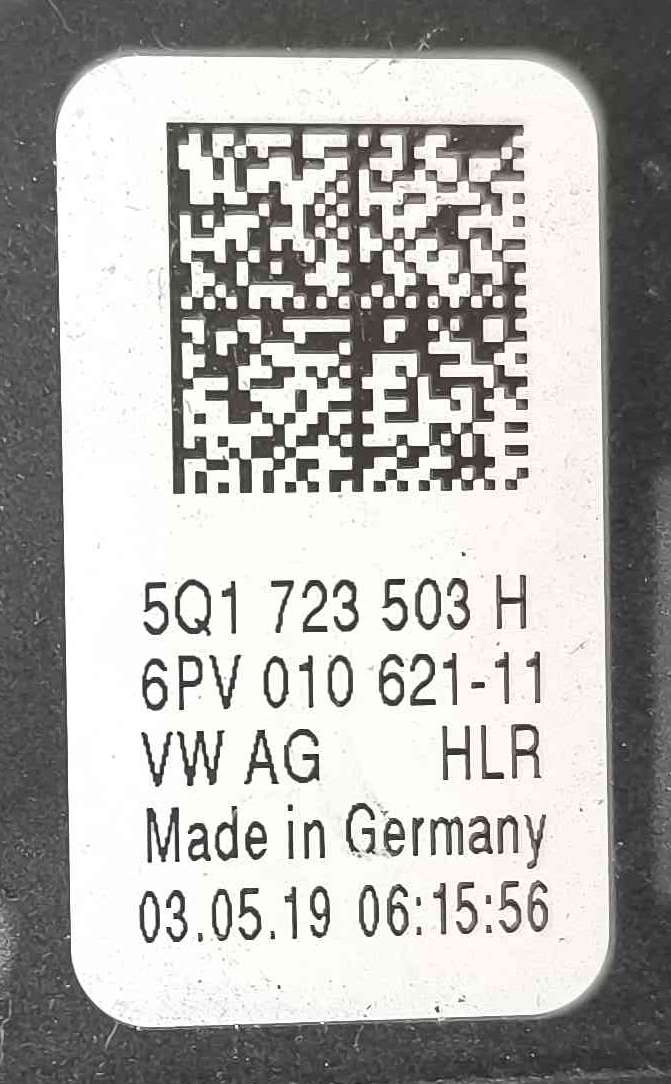 5Q1 723 503 H
6PV 010 621-11
VW AG HLR
Made in Germany
03.05.19 06:15:56